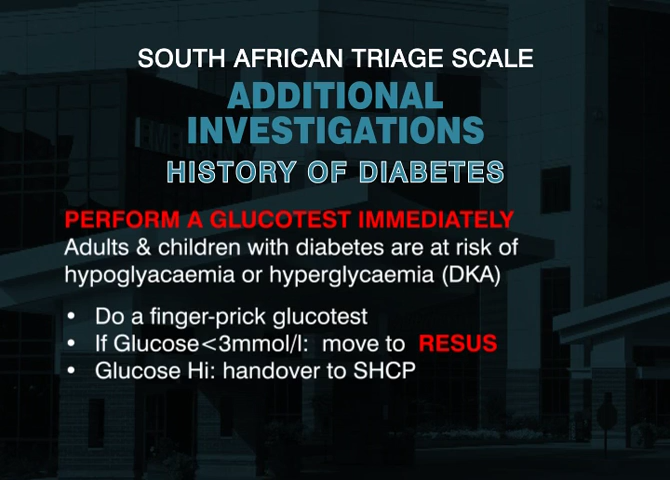 SOUTH AFRICAN TRIAGE SCALE
ADDITIONAL
INVESTIGATIONS
HISTORY OF DIABETES
PERFORM A GLUCOTEST IMMEDIATELY
Adults & children with diabetes are at risk of
hypoglyacaemia or hyperglycaemia (DKA)
• Do a finger-prick glucotest
• If Glucose<3mmol/l: move to RESUS
• Glucose Hi: handover to SHCP